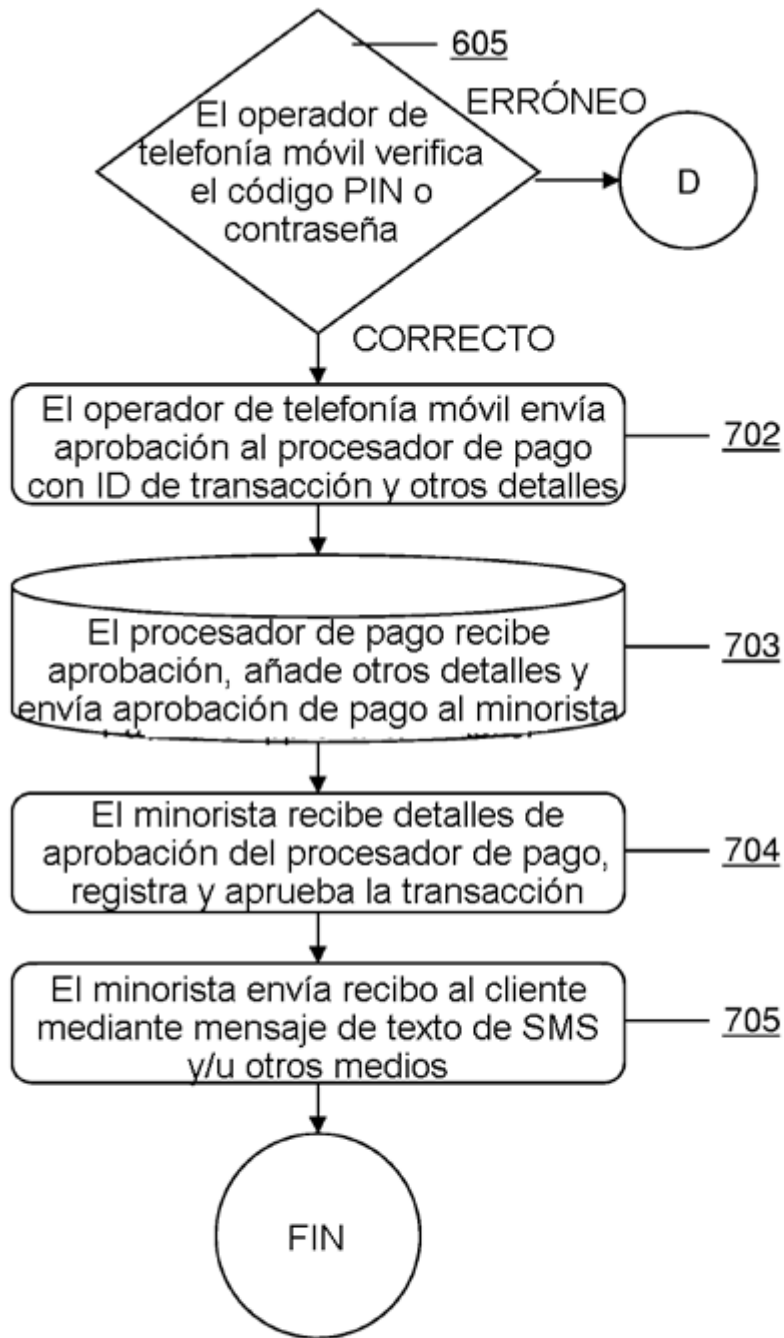 605
El operador de
telefonía móvil verifica
el código PIN o
contraseña
ERRÓNEO
D
CORRECTO
El operador de telefonía móvil envía
aprobación al procesador de pago
con ID de transacción y otros detalles
702
El procesador de pago recibe
aprobación, añade otros detalles y
envía aprobación de pago al minorista
703
El minorista recibe detalles de
aprobación del procesador de pago,
registra y aprueba la transacción
704
El minorista envía recibo al cliente
mediante mensaje de texto de SMS
y/u otros medios
705
FIN